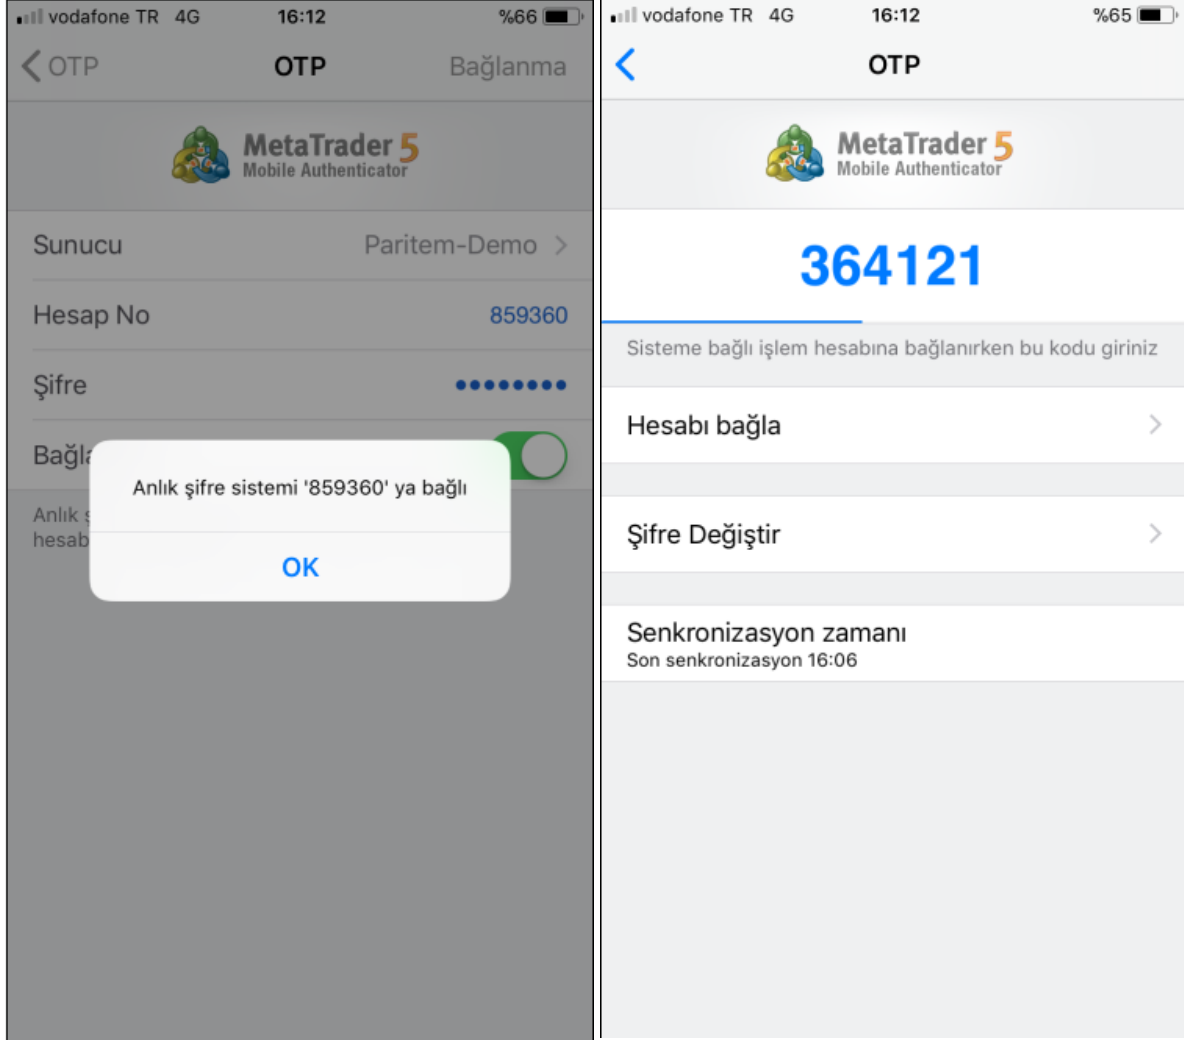 vodafone TR 4G 16:12 %66
OTP OTP Bağlanma
MetaTrader 5
Mobile Authenticator
Sunucu Paritem-Demo
Hesap No 859360
Şifre ••••••••
Bağla
Anlık şifre sistemi '859360' ya bağlı
Anlık ş
hesab
OK
vodafone TR 4G 16:12 %65
OTP
MetaTrader 5
Mobile Authenticator
364121
Sisteme bağlı işlem hesabına bağlanırken bu kodu giriniz
Hesabı bağla
Şifre Değiştir
Senkronizasyon zamanı
Son senkronizasyon 16:06